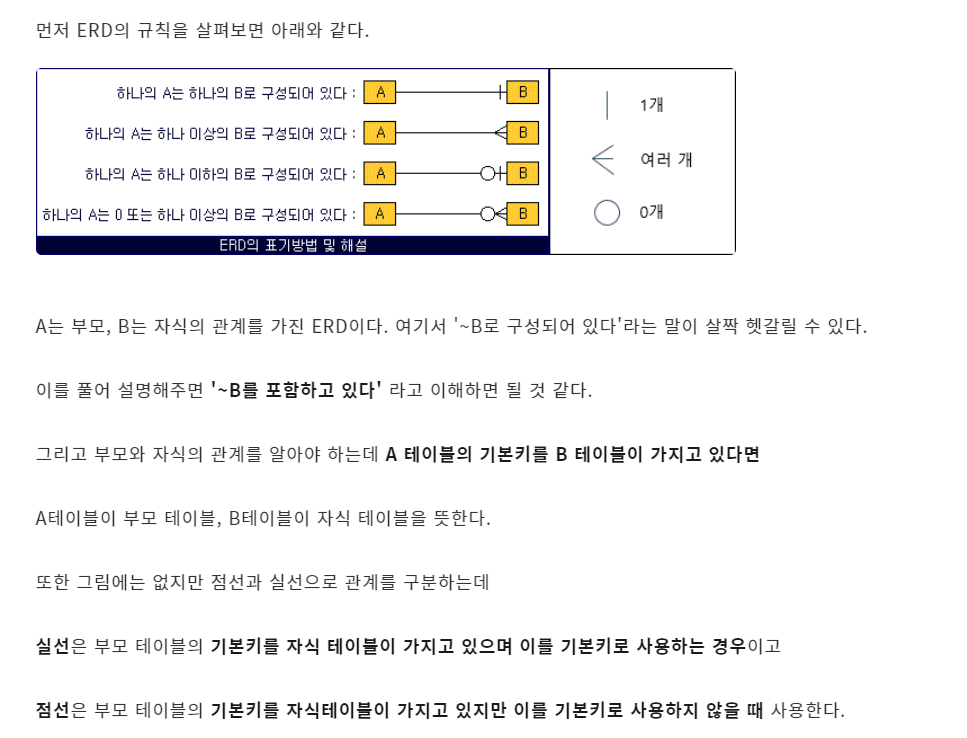 먼저 ERD의 규칙을 살펴보면 아래와 같다.
하나의 A는 하나의 B로 구성되어 있다 : A B
하나의 A는 하나 이상의 B로 구성되어 있다 : A B
하나의 A는 하나 이하의 B로 구성되어 있다 : A B
하나의 A는 0 또는 하나 이상의 B로 구성되어 있다 : A B
ERD의 표기방법 및 해설
1개
여러 개
0개
A는 부모, B는 자식의 관계를 가진 ERD이다. 여기서 '~B로 구성되어 있다'라는 말이 살짝 헷갈릴 수 있다.
이를 풀어 설명해주면 '~B를 포함하고 있다' 라고 이해하면 될 것 같다.
그리고 부모와 자식의 관계를 알아야 하는데 A 테이블의 기본키를 B 테이블이 가지고 있다면
A테이블이 부모 테이블, B테이블이 자식 테이블을 뜻한다.
또한 그림에는 없지만 점선과 실선으로 관계를 구분하는데
실선은 부모 테이블의 기본키를 자식 테이블이 가지고 있으며 이를 기본키로 사용하는 경우이고
점선은 부모 테이블의 기본키를 자식테이블이 가지고 있지만 이를 기본키로 사용하지 않을 때 사용한다.